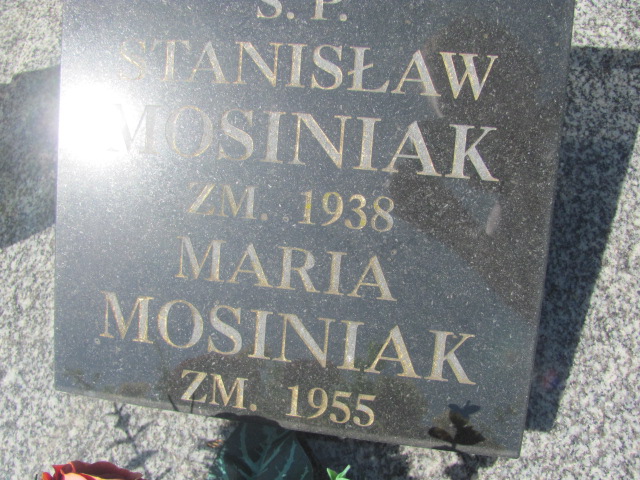 Ś. P.
STANISŁAW
MOSINIAK
ZM. 1938
MARIA
MOSINIAK
ZM. 1955